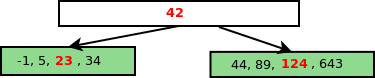 42
-1, 5, 23 , 34
44, 89, 124 , 643